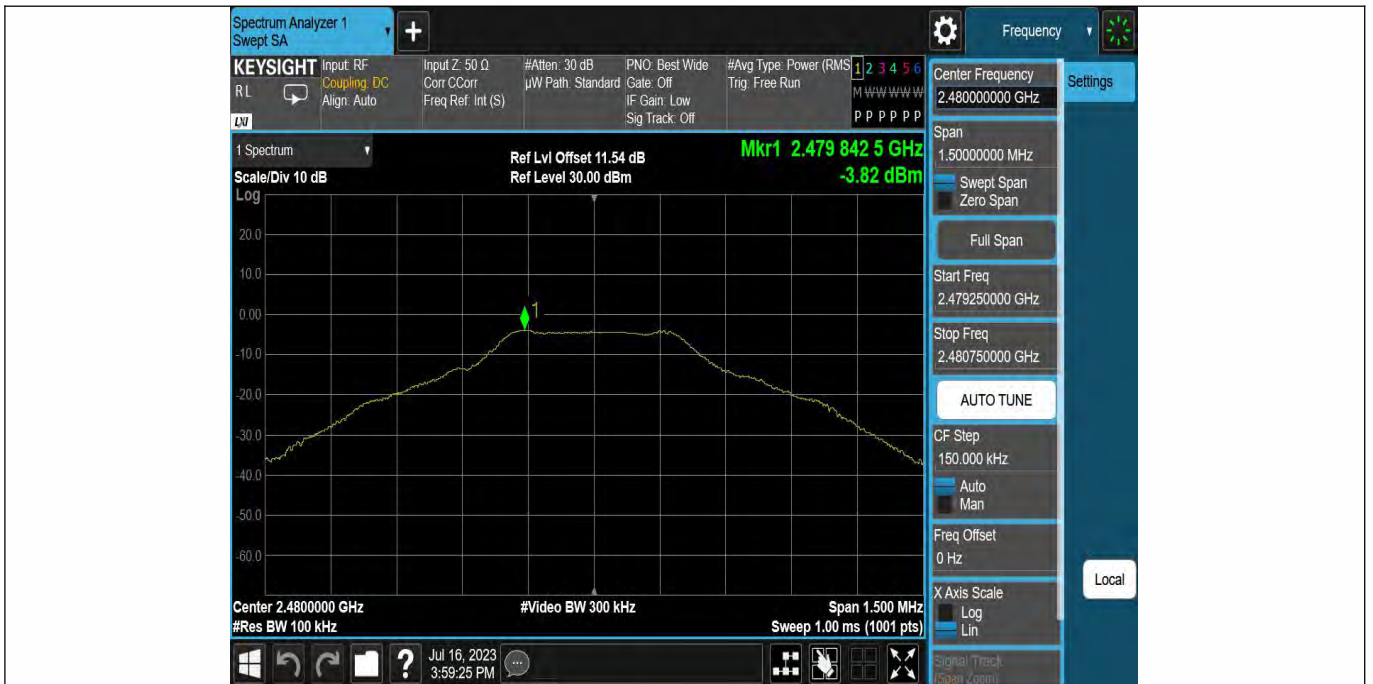 Spectrum Analyzer 1
Swept SA
+
Frequency
KEYSIGHT
RL
LXI
Input: RF
Coupling: DC
Align: Auto
Input Z: 50 Ω
Corr CCorr
Freq Ref: Int (S)
#Atten: 30 dB
µW Path: Standard
PNO: Best Wide
Gate: Off
IF Gain: Low
Sig Track: Off
#Avg Type: Power (RMS
Trig: Free Run
1 2 3 4 5 6
M W W W W W
P P P P P P
1 Spectrum
Scale/Div 10 dB
Log
Ref Lvl Offset 11.54 dB
Ref Level 30.00 dBm
Mkr1 2.479 842 5 GHz
-3.82 dBm
20.0
10.0
0.00
1
-10.0
-20.0
-30.0
-40.0
-50.0
-60.0
Center 2.4800000 GHz
#Video BW 300 kHz
Span 1.500 MHz
#Res BW 100 kHz
Sweep 1.00 ms (1001 pts)
Center Frequency
2.480000000 GHz
Settings
Span
1.50000000 MHz
Swept Span
Zero Span
Full Span
Start Freq
2.479250000 GHz
Stop Freq
2.480750000 GHz
AUTO TUNE
CF Step
150.000 kHz
Auto
Man
Freq Offset
0 Hz
X Axis Scale
Log
Lin
Signal Track
(Span Zoom)
Local
?
Jul 16, 2023
3:59:25 PM